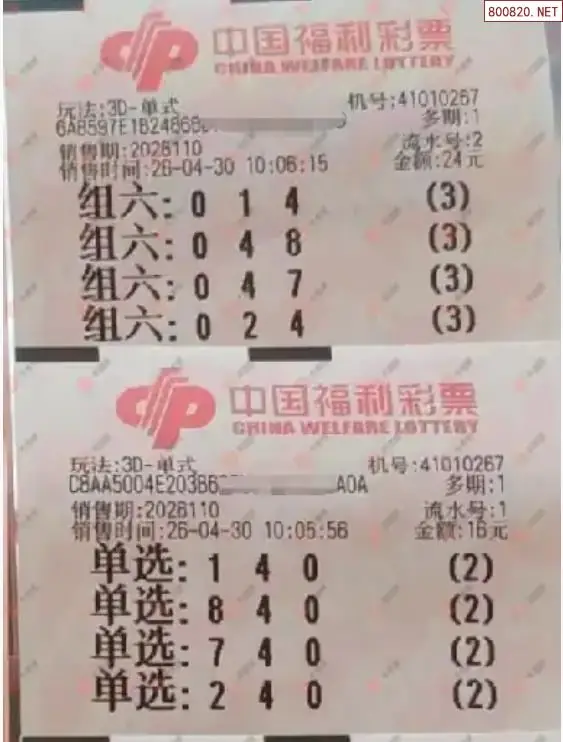 800820.NET
中国福利彩票
CHINA WELFARE LOTTERY
玩法:3D-单式 机号:41010267
多期:1
销售期:2026110 流水号:2
销售时间:26-04-30 10:06:15 金额:24元
组六: 0 1 4 (3)
组六: 0 4 8 (3)
组六: 0 4 7 (3)
组六: 0 2 4 (3)
中国福利彩票
CHINA WELFARE LOTTERY
玩法:3D-单式 机号:41010267
A0A 多期:1
销售期:2026110 流水号:1
销售时间:26-04-30 10:05:56 金额:16元
单选: 1 4 0 (2)
单选: 8 4 0 (2)
单选: 7 4 0 (2)
单选: 2 4 0 (2)